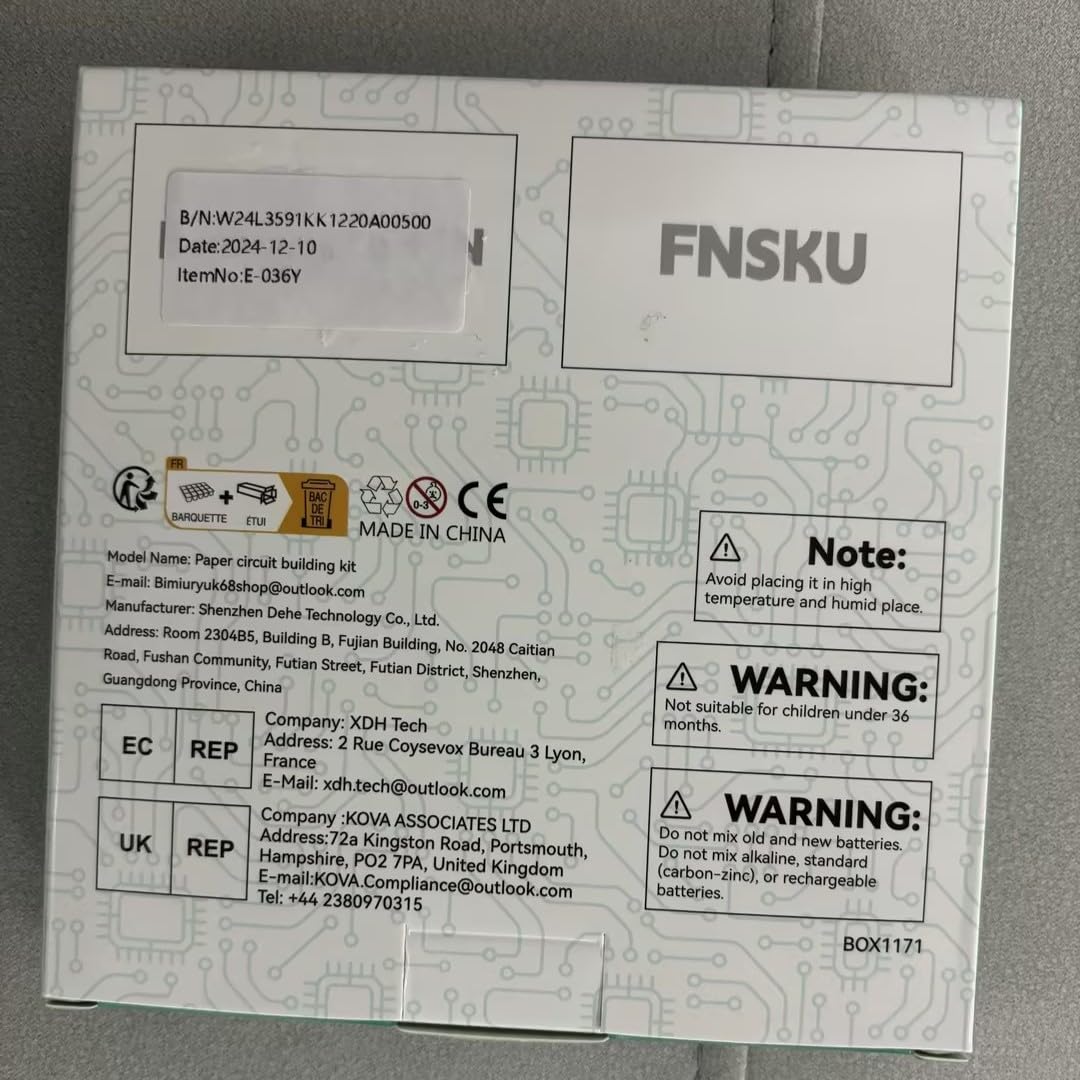 B/N:W24L3591KK1220A00500
Date:2024-12-10
ItemNo:E-036Y
FNSKU
FR
BARQUETTE
+
ÉTUI
BAC
DE
TRI
0-3
CE
MADE IN CHINA
Model Name: Paper circuit building kit
E-mail: Bimiuryuk68shop@outlook.com
Manufacturer: Shenzhen Dehe Technology Co., Ltd.
Address: Room 2304B5, Building B, Fujian Building, No. 2048 Caitian
Road, Fushan Community, Futian Street, Futian District, Shenzhen,
Guangdong Province, China
EC REP
Company: XDH Tech
Address: 2 Rue Coysevox Bureau 3 Lyon,
France
E-Mail: xdh.tech@outlook.com
UK REP
Company :KOVA ASSOCIATES LTD
Address:72a Kingston Road, Portsmouth,
Hampshire, PO2 7PA, United Kingdom
E-mail:KOVA.Compliance@outlook.com
Tel: +44 2380970315
Note:
Avoid placing it in high
temperature and humid place.
WARNING:
Not suitable for children under 36
months.
WARNING:
Do not mix old and new batteries.
Do not mix alkaline, standard
(carbon-zinc), or rechargeable
batteries.
BOX1171